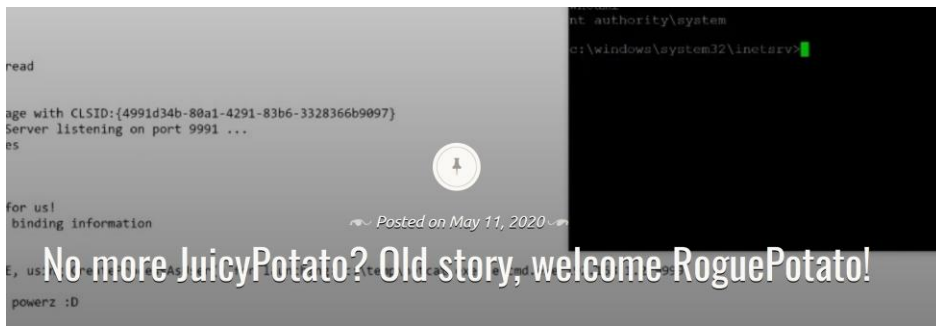 whoami
nt authority\system
c:\windows\system32\inetsrv>
read
age with CLSID:{4991d34b-80a1-4291-83b6-3328366b9097}
Server listening on port 9991 ...
es
for us!
binding information
Posted on May 11, 2020
No more JuicyPotato? Old story, welcome RoguePotato!
powerz :D